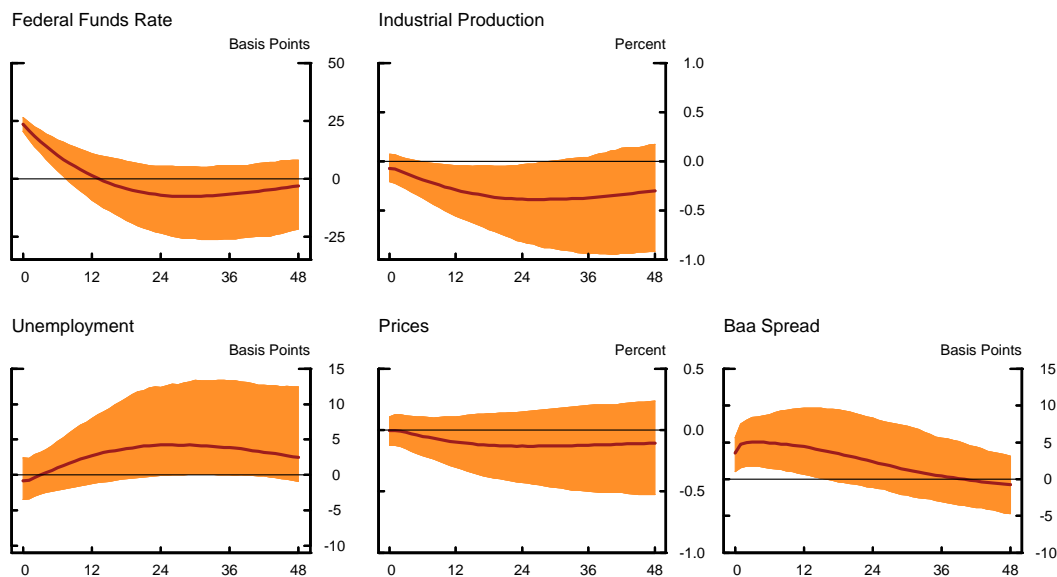 Federal Funds Rate
Basis Points
50
25
0
-25
0 12 24 36 48
Industrial Production
Percent
1.0
0.5
0.0
-0.5
-1.0
0 12 24 36 48
Unemployment
Basis Points
15
10
5
0
-5
-10
0 12 24 36 48
Prices
Percent
0.5
0.0
-0.5
-1.0
0 12 24 36 48
Baa Spread
Basis Points
15
10
5
0
-5
-10
0 12 24 36 48